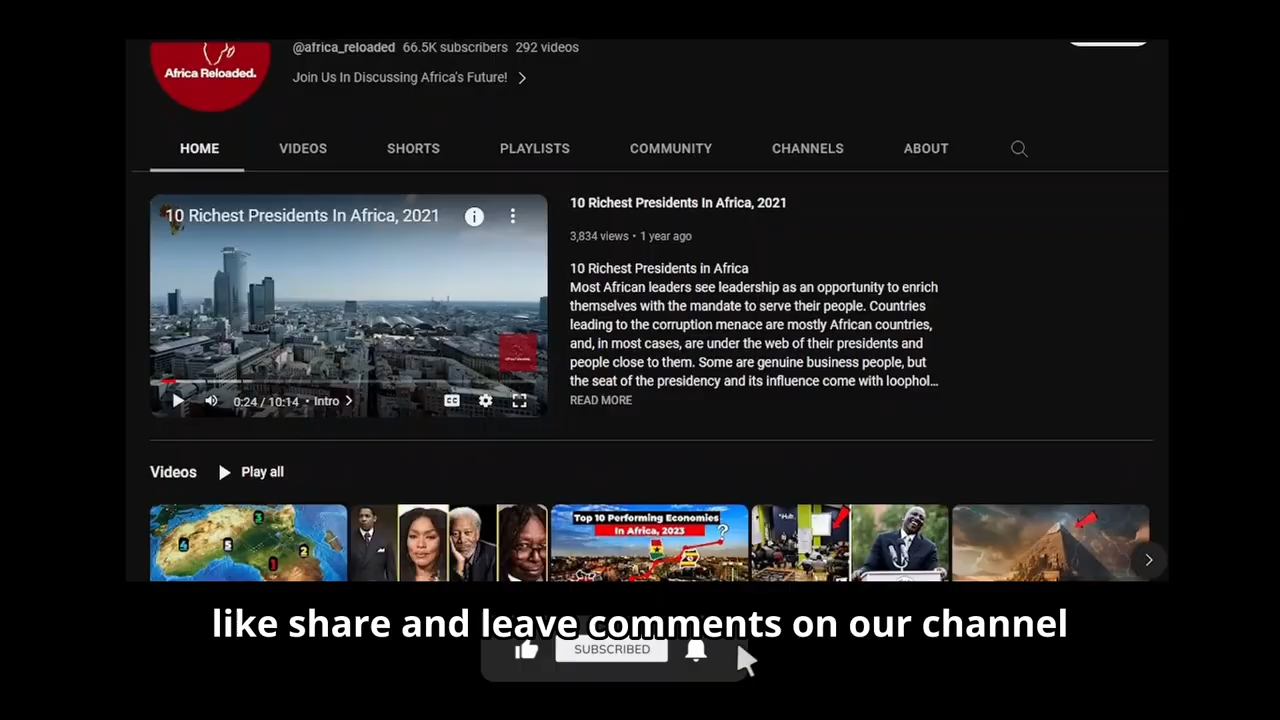 @africa_reloaded 66.5K subscribers 292 videos
Africa Reloaded.
Join Us In Discussing Africa's Future!
HOME VIDEOS SHORTS PLAYLISTS COMMUNITY CHANNELS ABOUT
10 Richest Presidents In Africa, 2021
10 Richest Presidents In Africa, 2021
3,834 views • 1 year ago
10 Richest Presidents in Africa
Most African leaders see leadership as an opportunity to enrich
themselves with the mandate to serve their people. Countries
leading to the corruption menace are mostly African countries,
and, in most cases, are under the web of their presidents and
people close to them. Some are genuine business people, but
the seat of the presidency and its influence come with loophol...
READ MORE
0:24 / 10:14 • Intro
Videos Play all
3
4
5
2
1
Top 10 Performing Economies
In Africa, 2023
?
like share and leave comments on our channel
SUBSCRIBED